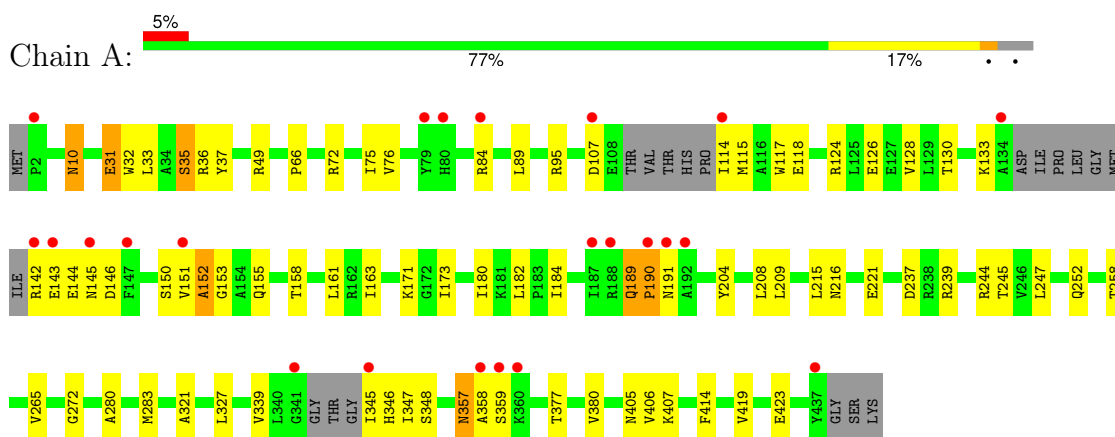 5%
Chain A:
77% 17% • •
MET P2 N10 E31 W32 L33 A34 S35 R36 Y37 R49 P66 R72 I75 V76 Y79 H80 R84 L89 R95 D107 E108 THR VAL THR HIS PRO I114 M115 A116 W117 E118 R124 L125 E126 E127 V128 L129 T130 K133 A134 ASP ILE PRO LEU GLY MET
ILE R142 E143 E144 N145 D146 F147 S150 V151 A152 G153 A154 Q155 T158 L161 R162 I163 K171 G172 I173 I180 K181 L182 P183 I184 I187 R188 Q189 P190 N191 A192 Y204 L208 L209 L215 N216 E221 D237 R238 R239 R244 T245 V246 L247 Q252 T258
V265 G272 A280 M283 A321 L327 V339 L340 G341 GLY THR GLY I345 H346 I347 S348 N357 A358 S359 K360 T377 V380 N405 V406 K407 F414 V419 E423 Y437 GLY SER LYS